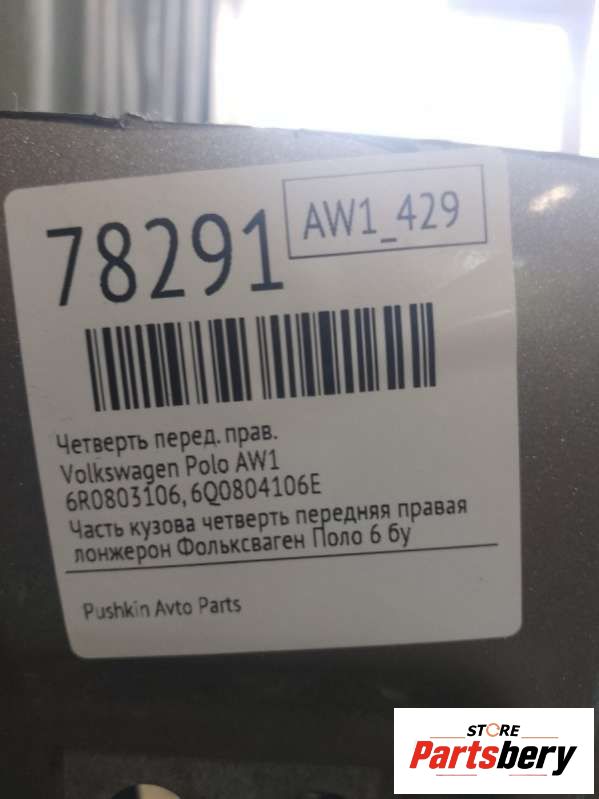 78291
AW1_429
Четверть перед. прав.
Volkswagen Polo AW1
6R0803106, 6Q0804106E
Часть кузова четверть передняя правая
лонжерон Фольксваген Поло 6 бу
Pushkin Avto Parts
STORE
Partsbery